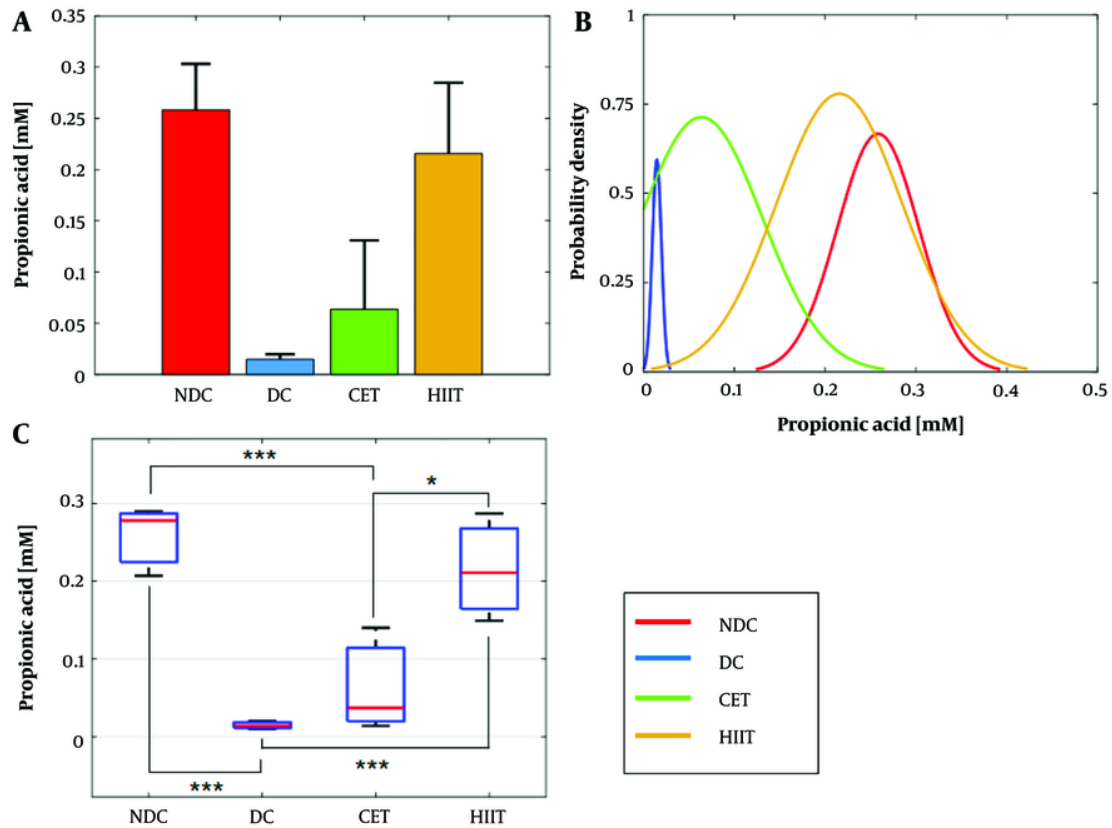 A
Propionic acid [mM]
0.35
0.3
0.25
0.2
0.15
0.1
0.05
0
NDC DC CET HIIT
B
Probability density
1
0.75
0.5
0.25
0
0 0.1 0.2 0.3 0.4 0.5
Propionic acid [mM]
C
Propionic acid [mM]
0.3
0.2
0.1
0
***
*
***
***
NDC DC CET HIIT
NDC
DC
CET
HIIT